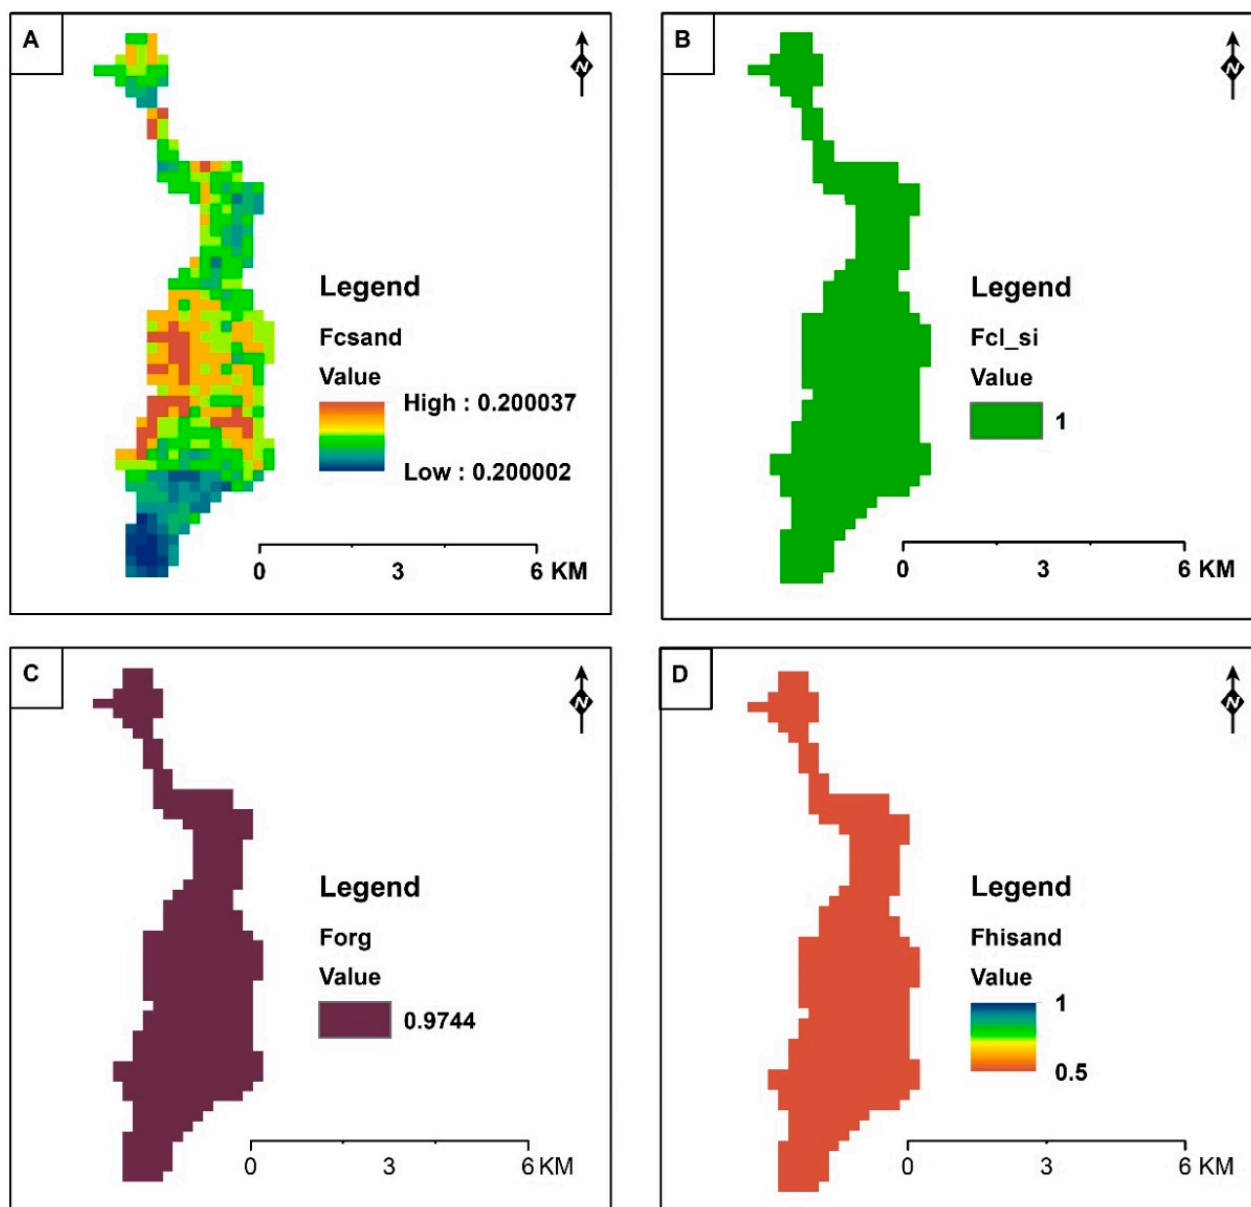 A
N
Legend
Fcsand
Value
High : 0.200037
Low : 0.200002
0 3 6 KM
B
N
Legend
Fcl_si
Value
1
0 3 6 KM
C
N
Legend
Forg
Value
0.9744
0 3 6 KM
D
N
Legend
Fhisand
Value
1
0.5
0 3 6 KM